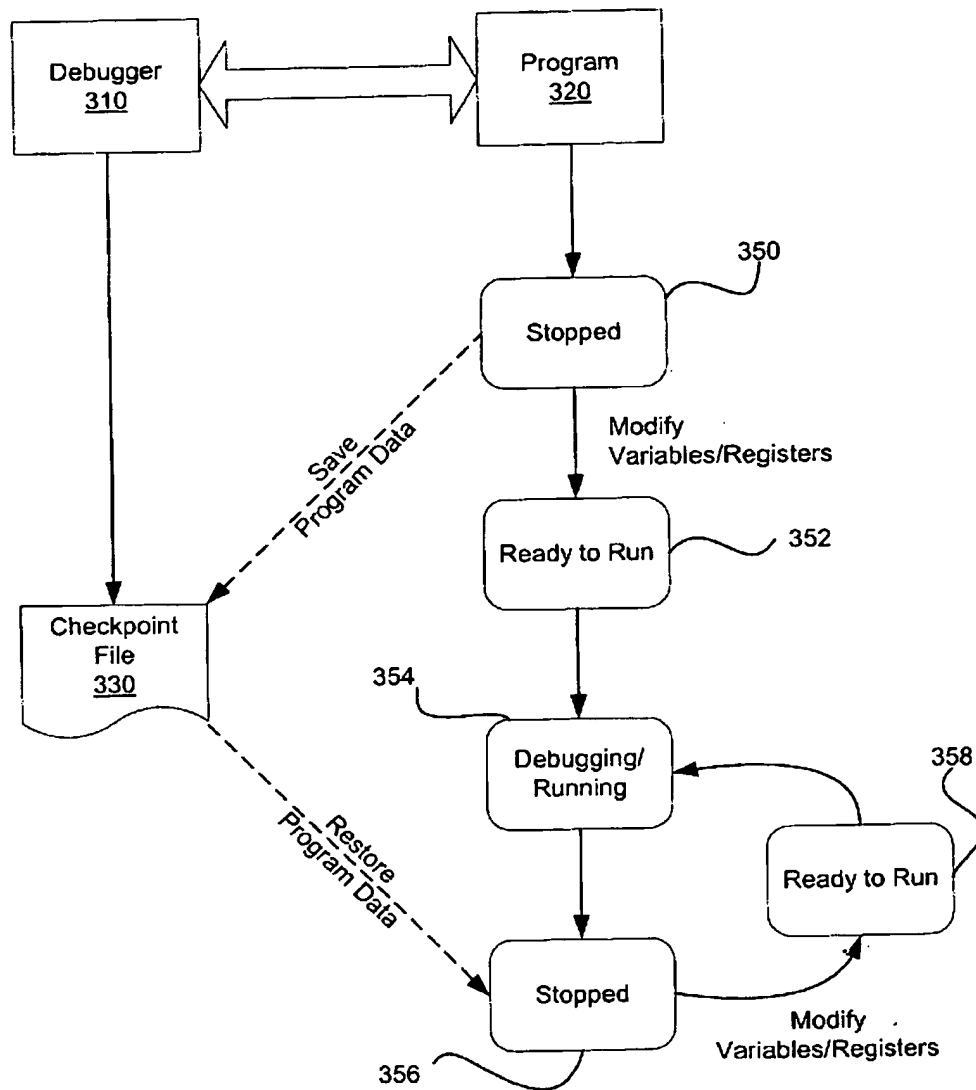 Debugger
310
Program
320
350
Stopped
Modify
Variables/Registers
Save
Program Data
Ready to Run
352
Checkpoint
File
330
354
Debugging/
Running
358
Ready to Run
Restore
Program Data
Stopped
Modify
Variables/Registers
356